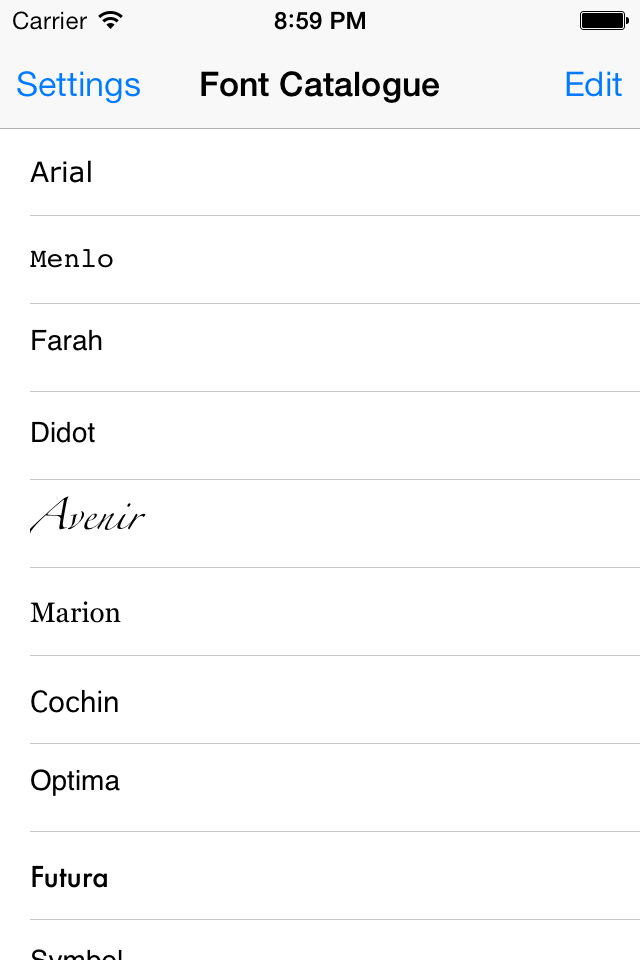 Carrier 8:59 PM
Settings Font Catalogue Edit
Arial
Menlo
Farah
Didot
Avenir
Marion
Cochin
Optima
Futura
Symbol